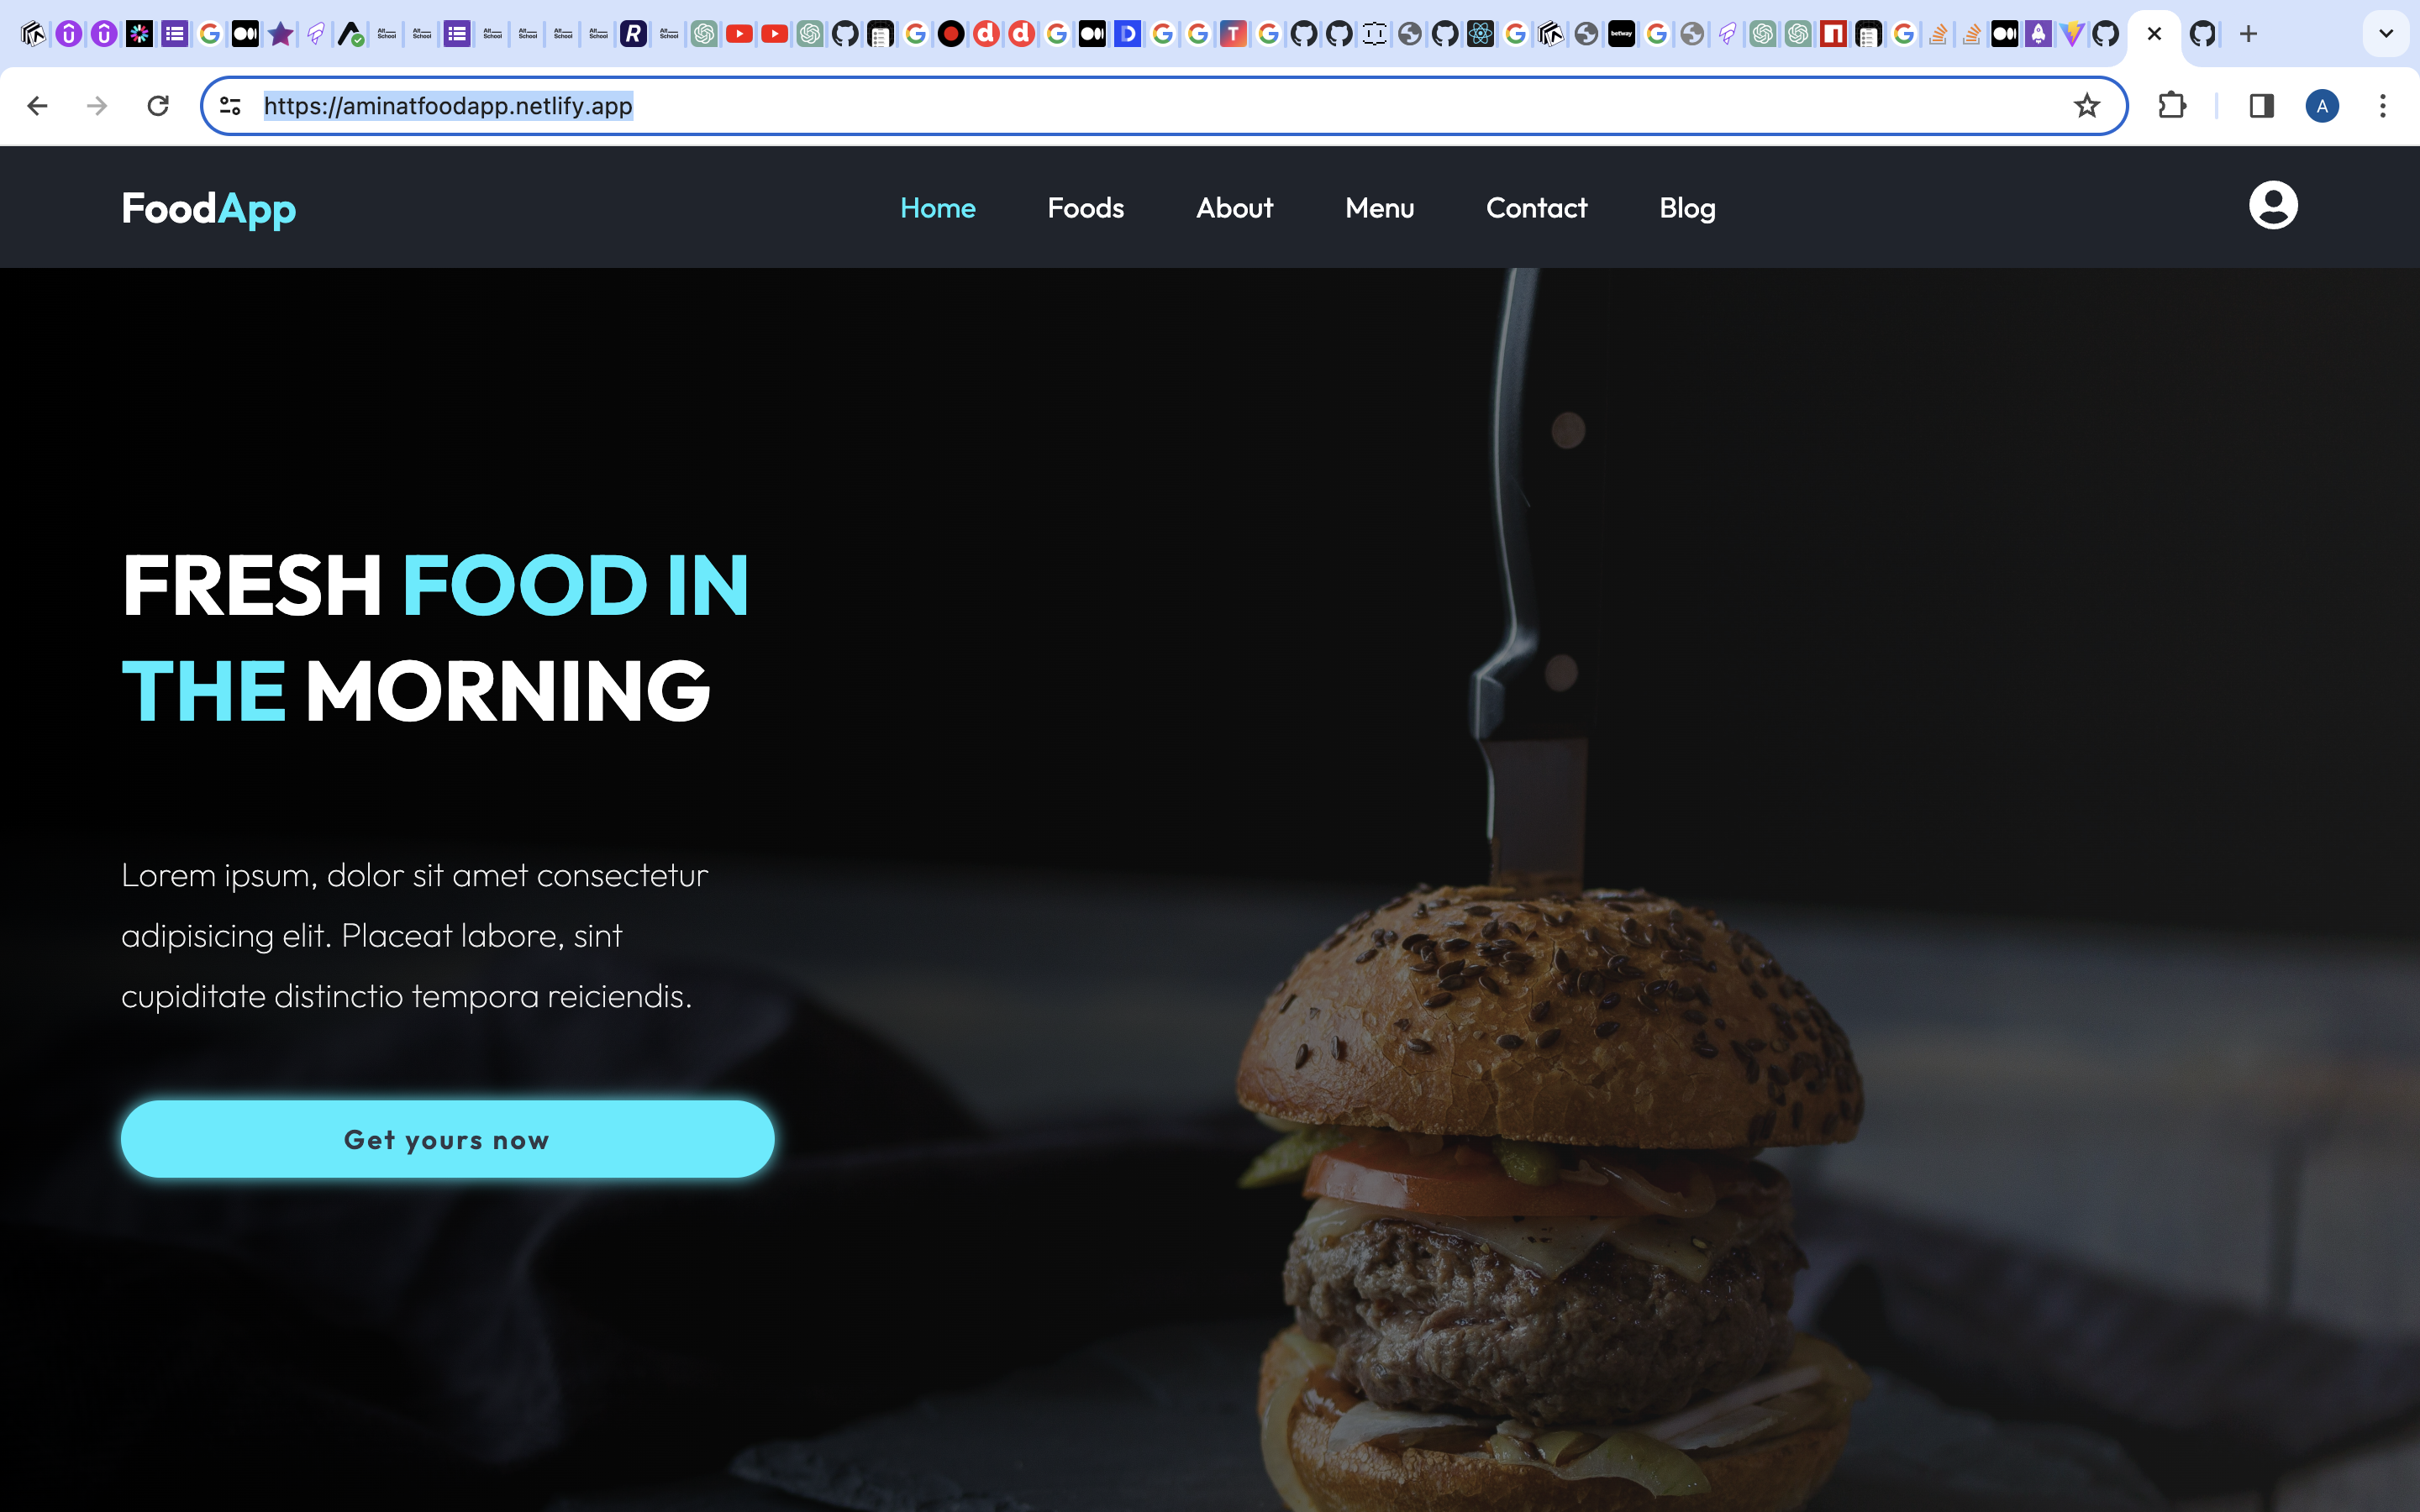 https://aminatfoodapp.netlify.app
A
FoodApp
Home Foods About Menu Contact Blog
FRESH FOOD IN
THE MORNING
Lorem ipsum, dolor sit amet consectetur
adipisicing elit. Placeat labore, sint
cupiditate distinctio tempora reiciendis.
Get yours now